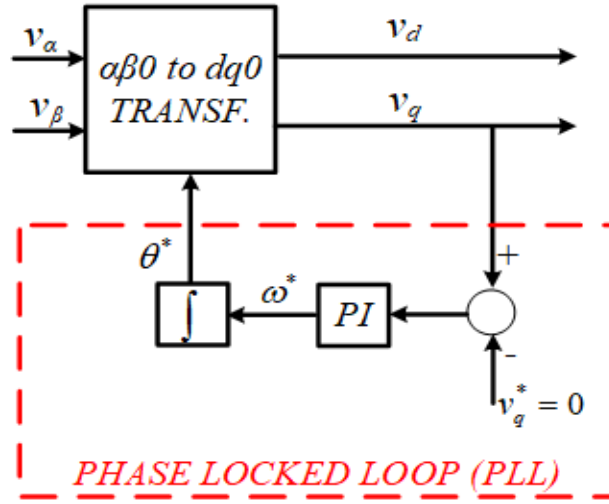 v_α
v_β
αβ0 to dq0
TRANSF.
v_d
v_q
θ*
ω*
∫
PI
+
-
v_q* = 0
PHASE LOCKED LOOP (PLL)